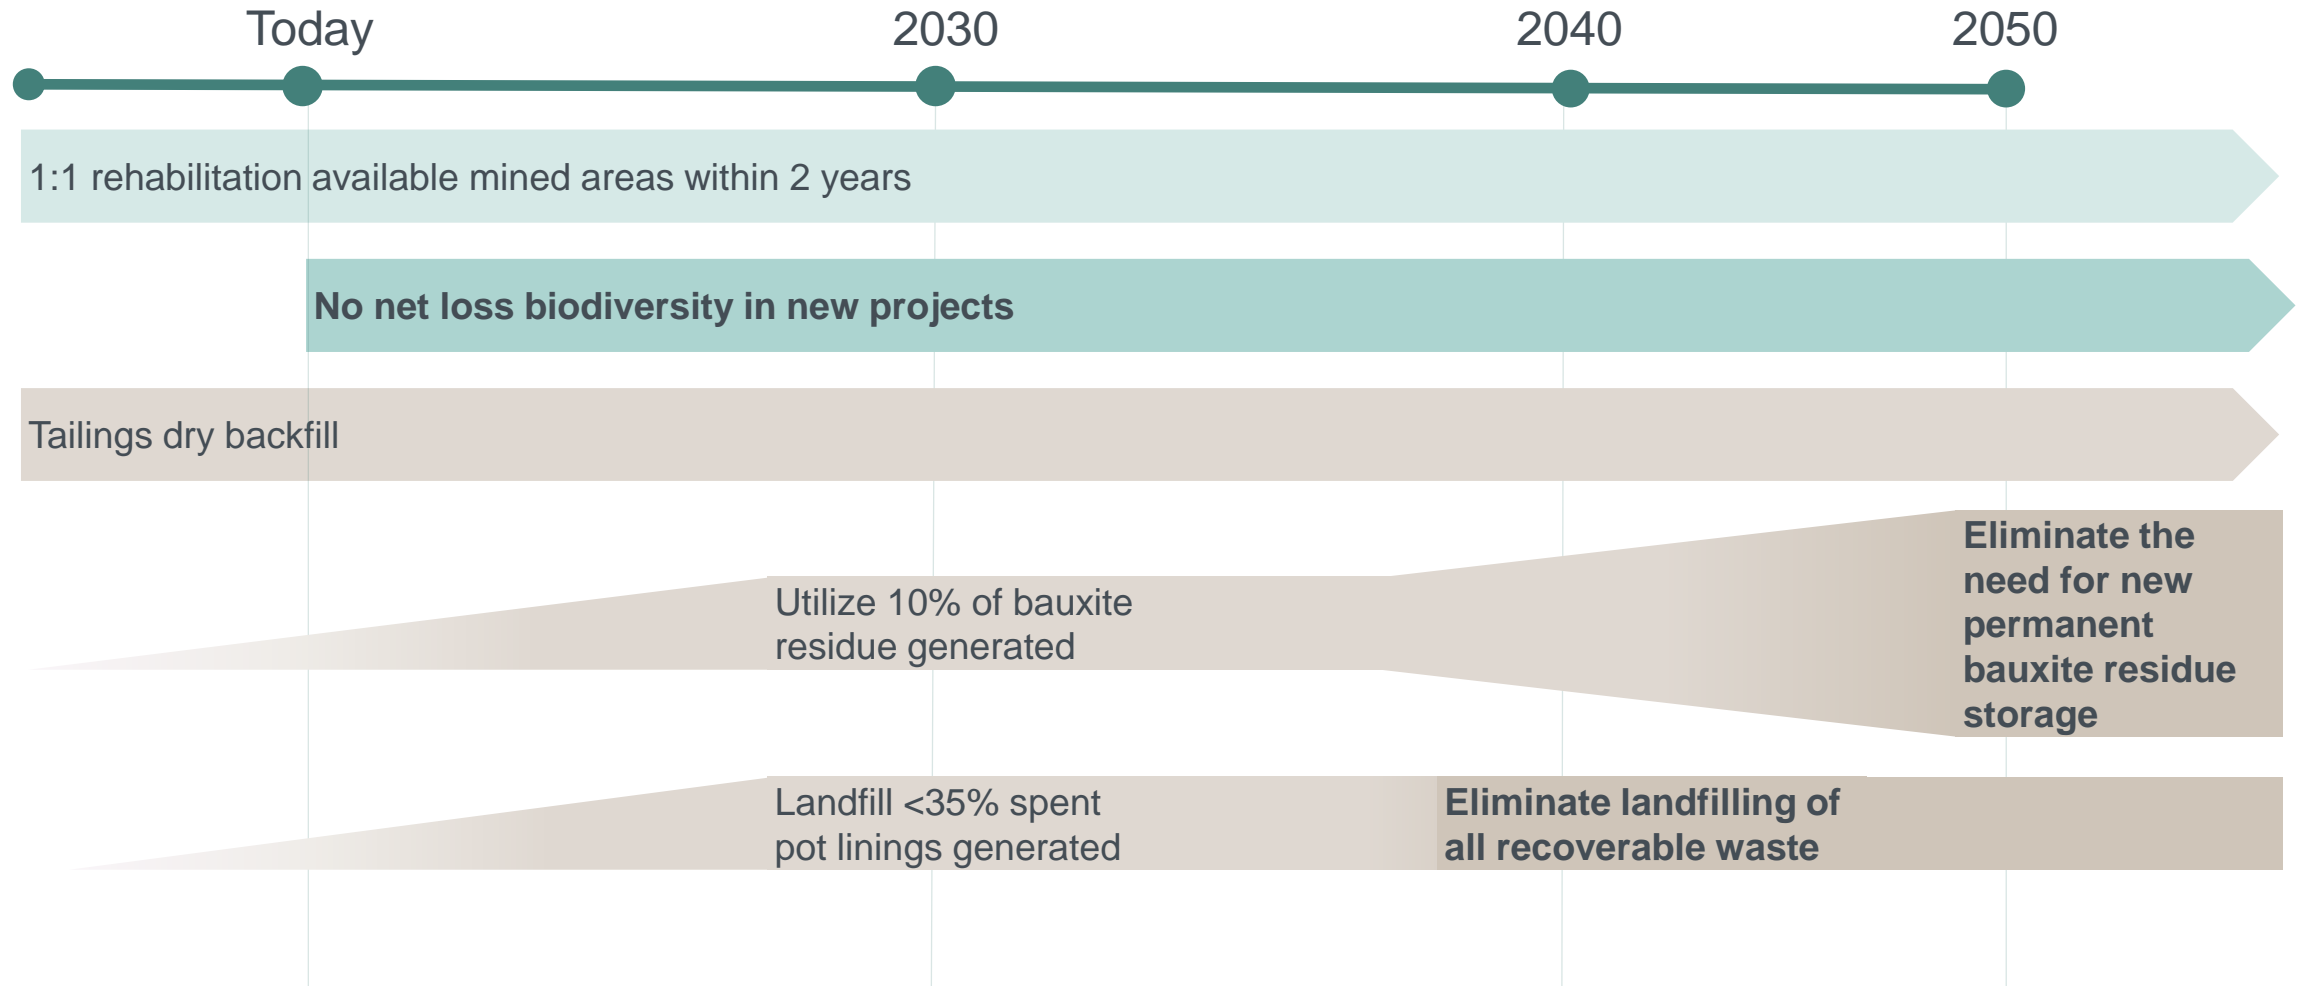 Today
2030
2040
2050
1:1 rehabilitation available mined areas within 2 years
No net loss biodiversity in new projects
Tailings dry backfill
Utilize 10% of bauxite
residue generated
Eliminate the
need for new
permanent
bauxite residue
storage
Landfill <35% spent
pot linings generated
Eliminate landfilling of
all recoverable waste